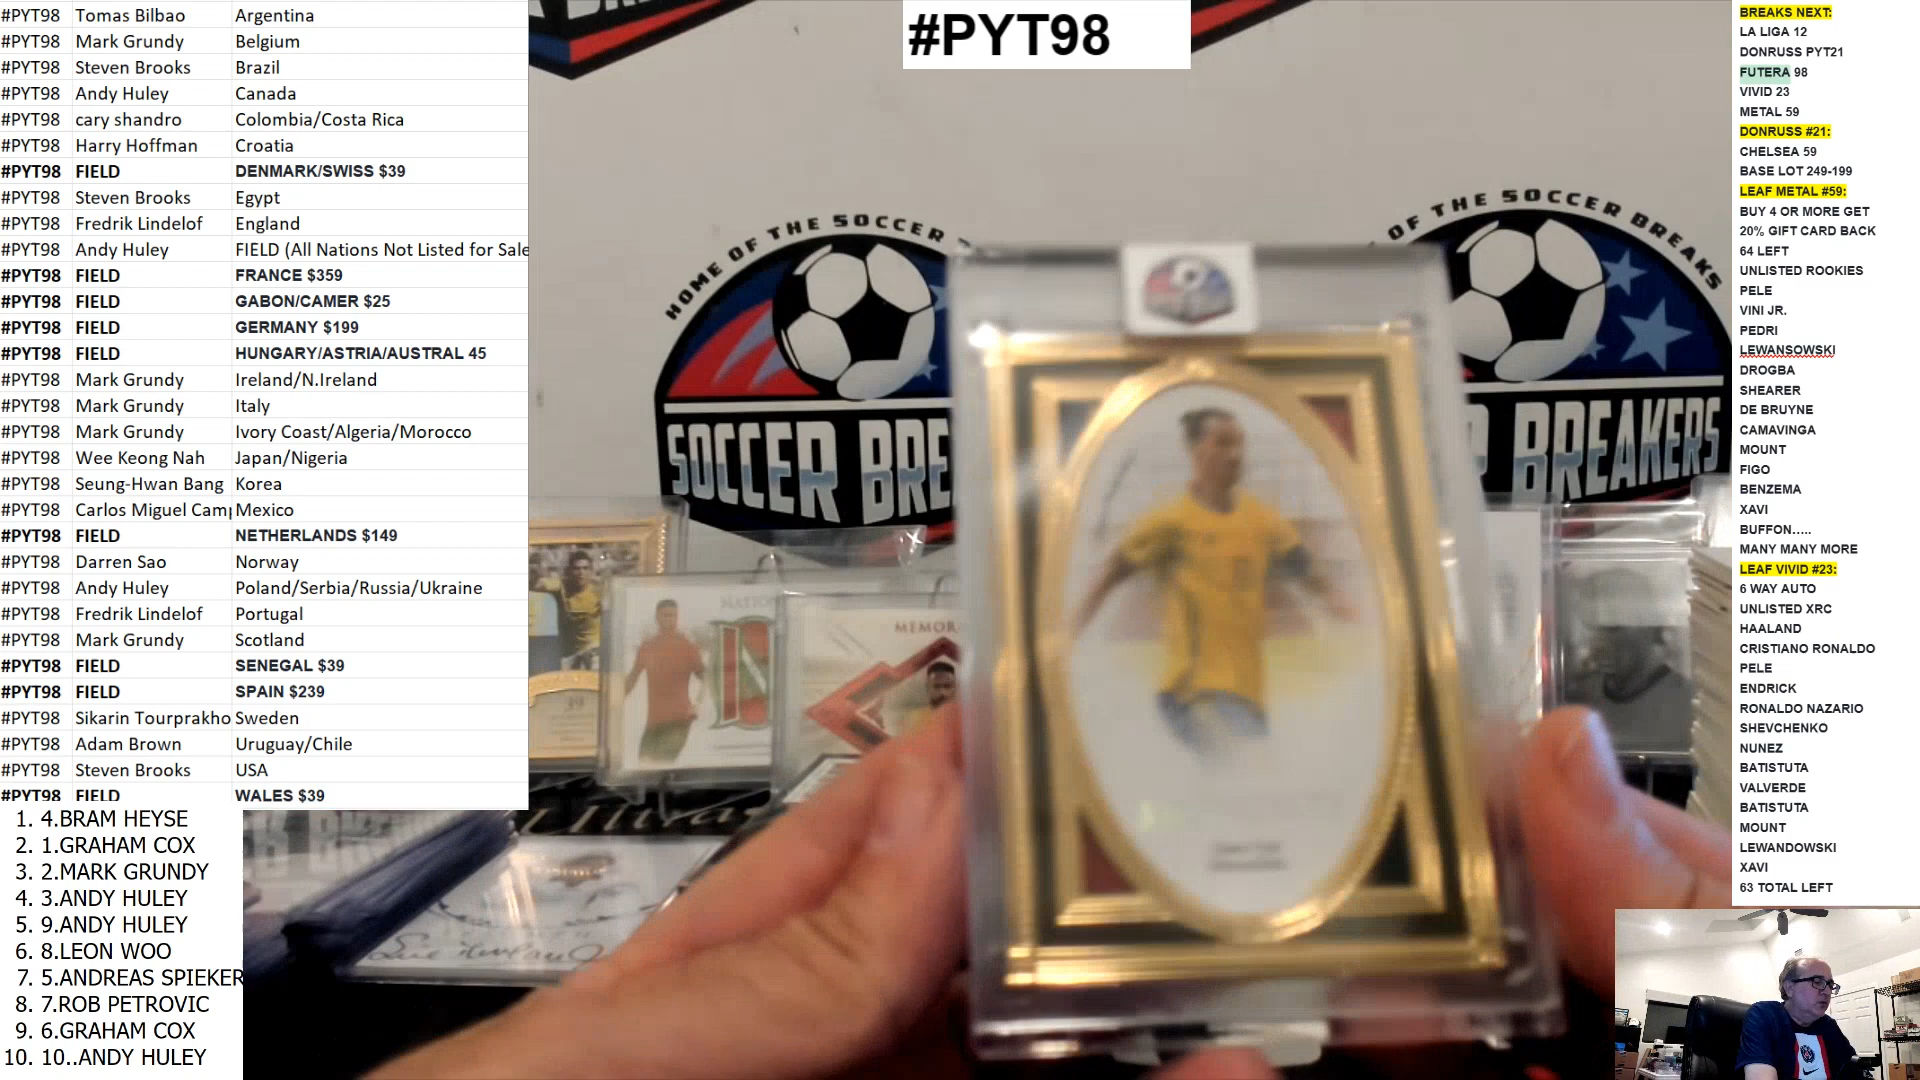 #PYT98 Tomas Bilbao Argentina
#PYT98 Mark Grundy Belgium
#PYT98 Steven Brooks Brazil
#PYT98 Andy Huley Canada
#PYT98 cary shandro Colombia/Costa Rica
#PYT98 Harry Hoffman Croatia
#PYT98 FIELD DENMARK/SWISS $39
#PYT98 Steven Brooks Egypt
#PYT98 Fredrik Lindelof England
#PYT98 Andy Huley FIELD (All Nations Not Listed for Sale
#PYT98 FIELD FRANCE $359
#PYT98 FIELD GABON/CAMER $25
#PYT98 FIELD GERMANY $199
#PYT98 FIELD HUNGARY/ASTRIA/AUSTRAL 45
#PYT98 Mark Grundy Ireland/N.Ireland
#PYT98 Mark Grundy Italy
#PYT98 Mark Grundy Ivory Coast/Algeria/Morocco
#PYT98 Wee Keong Nah Japan/Nigeria
#PYT98 Seung-Hwan Bang Korea
#PYT98 Carlos Miguel Camp Mexico
#PYT98 FIELD NETHERLANDS $149
#PYT98 Darren Sao Norway
#PYT98 Andy Huley Poland/Serbia/Russia/Ukraine
#PYT98 Fredrik Lindelof Portugal
#PYT98 Mark Grundy Scotland
#PYT98 FIELD SENEGAL $39
#PYT98 FIELD SPAIN $239
#PYT98 Sikarin Tourprakho Sweden
#PYT98 Adam Brown Uruguay/Chile
#PYT98 Steven Brooks USA
#PYT98 FIELD WALES $39
1. 4.BRAM HEYSE
2. 1.GRAHAM COX
3. 2.MARK GRUNDY
4. 3.ANDY HULEY
5. 9.ANDY HULEY
6. 8.LEON WOO
7. 5.ANDREAS SPIEKER
8. 7.ROB PETROVIC
9. 6.GRAHAM COX
10. 10..ANDY HULEY
#PYT98
HOME OF THE SOCCER
SOCCER BRE
OF THE SOCCER BREAKS
BREAKERS
MEMOR
BREAKS NEXT:
LA LIGA 12
DONRUSS PYT21
FUTERA 98
VIVID 23
METAL 59
DONRUSS #21:
CHELSEA 59
BASE LOT 249-199
LEAF METAL #59:
BUY 4 OR MORE GET
20% GIFT CARD BACK
64 LEFT
UNLISTED ROOKIES
PELE
VINI JR.
PEDRI
LEWANSOWSKI
DROGBA
SHEARER
DE BRUYNE
CAMAVINGA
MOUNT
FIGO
BENZEMA
XAVI
BUFFON.....
MANY MANY MORE
LEAF VIVID #23:
6 WAY AUTO
UNLISTED XRC
HAALAND
CRISTIANO RONALDO
PELE
ENDRICK
RONALDO NAZARIO
SHEVCHENKO
NUNEZ
BATISTUTA
VALVERDE
BATISTUTA
MOUNT
LEWANDOWSKI
XAVI
63 TOTAL LEFT